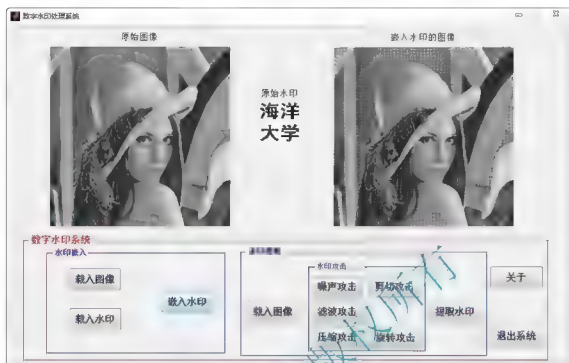 数字水印处理系统
原始图像
嵌入水印的图像
原始水印
海洋
大学
数字水印系统
水印嵌入
载入图像
载入水印
嵌入水印
载入图像
水印攻击
噪声攻击
剪切攻击
滤波攻击
压缩攻击
旋转攻击
提取水印
关于
退出系统